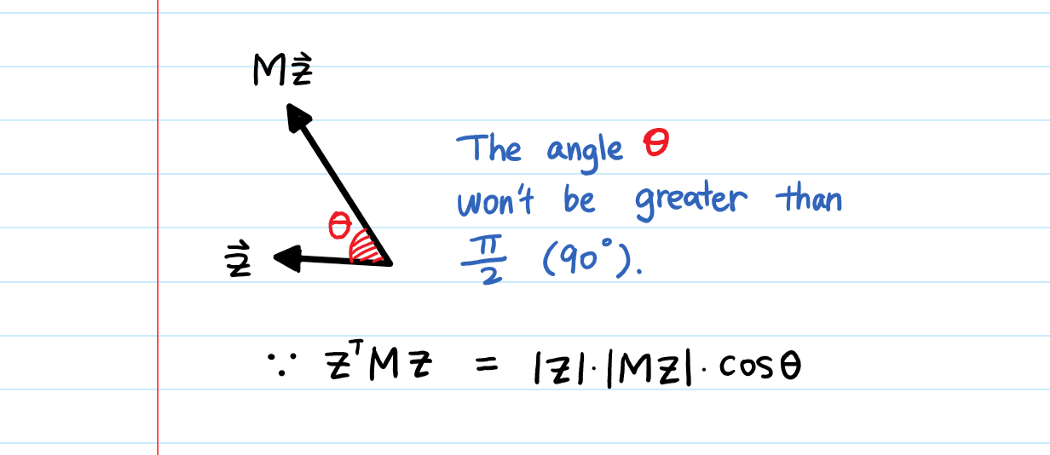 Mz⃗
The angle θ
won't be greater than
π/2 (90°).
θ
z⃗
∵ zᵀMz = |z|·|Mz|·cosθ